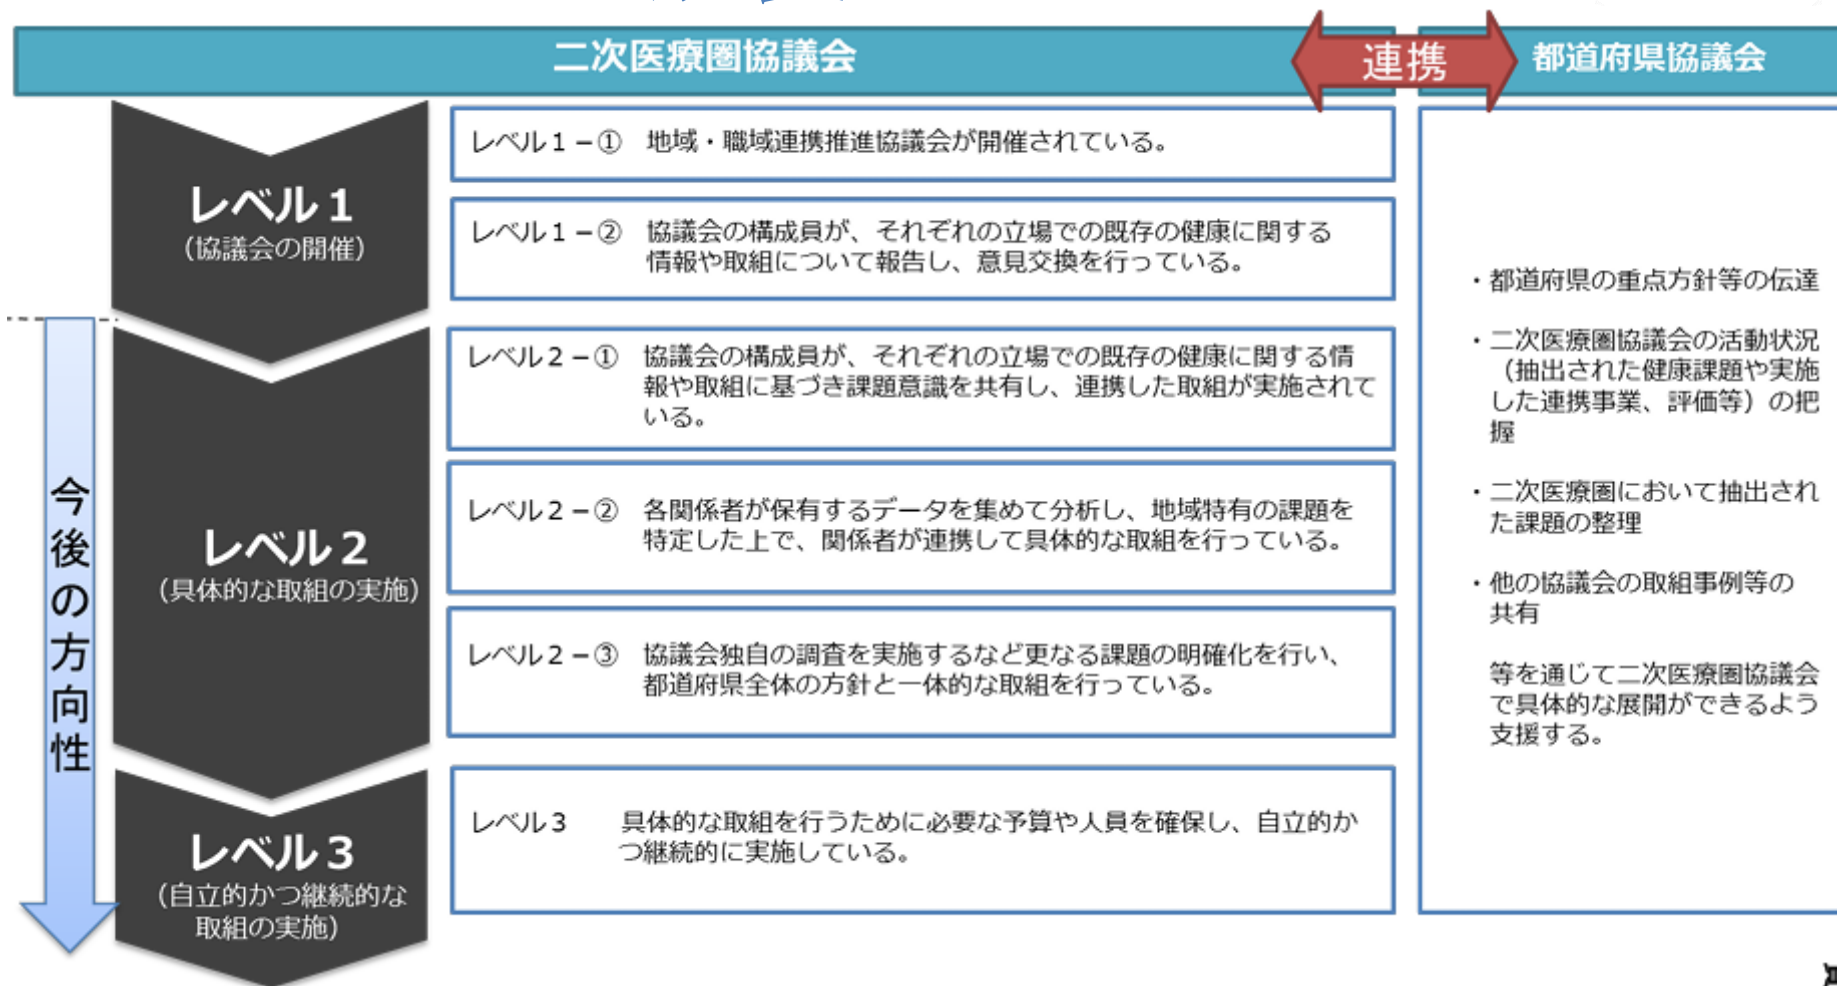 二次医療圏協議会
連携
都道府県協議会
レベル１
（協議会の開催）
レベル１－① 地域・職域連携推進協議会が開催されている。
レベル１－② 協議会の構成員が、それぞれの立場での既存の健康に関する
情報や取組について報告し、意見交換を行っている。
今後の方向性
レベル２
（具体的な取組の実施）
レベル２－① 協議会の構成員が、それぞれの立場での既存の健康に関する情
報や取組に基づき課題意識を共有し、連携した取組が実施されて
いる。
レベル２－② 各関係者が保有するデータを集めて分析し、地域特有の課題を
特定した上で、関係者が連携して具体的な取組を行っている。
レベル２－③ 協議会独自の調査を実施するなど更なる課題の明確化を行い、
都道府県全体の方針と一体的な取組を行っている。
レベル３
（自立的かつ継続的な
取組の実施）
レベル３ 具体的な取組を行うために必要な予算や人員を確保し、自立的か
つ継続的に実施している。
・都道府県の重点方針等の伝達
・二次医療圏協議会の活動状況
（抽出された健康課題や実施
した連携事業、評価等）の把
握
・二次医療圏において抽出され
た課題の整理
・他の協議会の取組事例等の
共有
等を通じて二次医療圏協議会
で具体的な展開ができるよう
支援する。